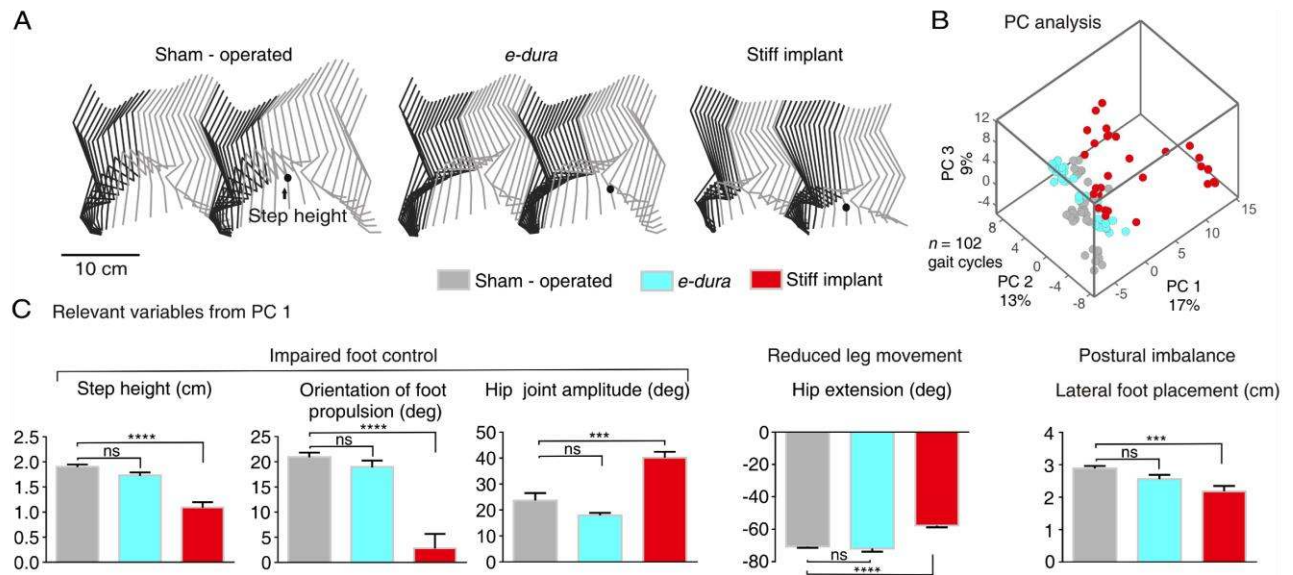 A
Sham - operated
e-dura
Stiff implant
Step height
10 cm
Sham - operated
e-dura
Stiff implant
B
PC analysis
12
8
4
0
-4
PC 3
9%
n = 102
gait cycles
8
4
0
-4
-8
PC 2
13%
-5
0
5
10
15
PC 1
17%
C Relevant variables from PC 1
Impaired foot control
Step height (cm)
2.5
2.0
1.5
1.0
0.5
0.0
****
ns
Orientation of foot
propulsion (deg)
25
20
15
10
5
0
****
ns
Hip joint amplitude (deg)
50
40
30
20
10
0
***
ns
Reduced leg movement
Hip extension (deg)
0
-20
-40
-60
-80
ns
****
Postural imbalance
Lateral foot placement (cm)
4
3
2
1
0
***
ns